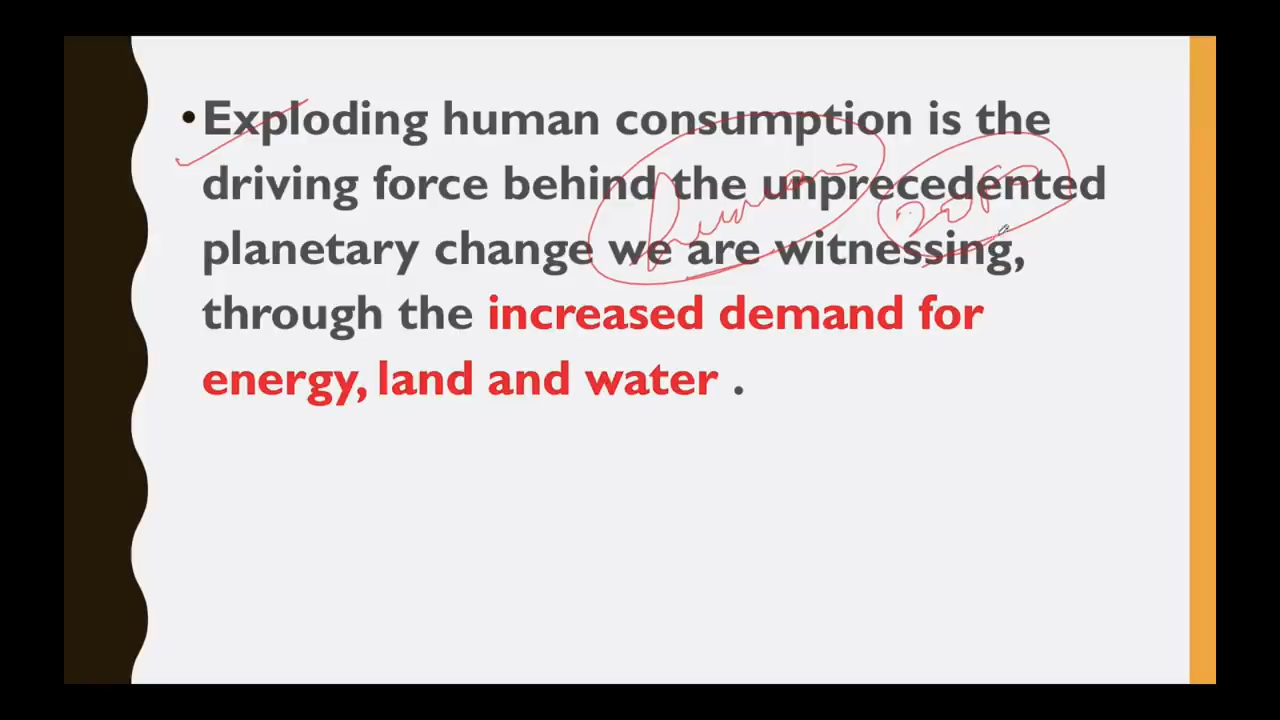 •Exploding human consumption is the
driving force behind the unprecedented
planetary change we are witnessing,
through the increased demand for
energy, land and water .